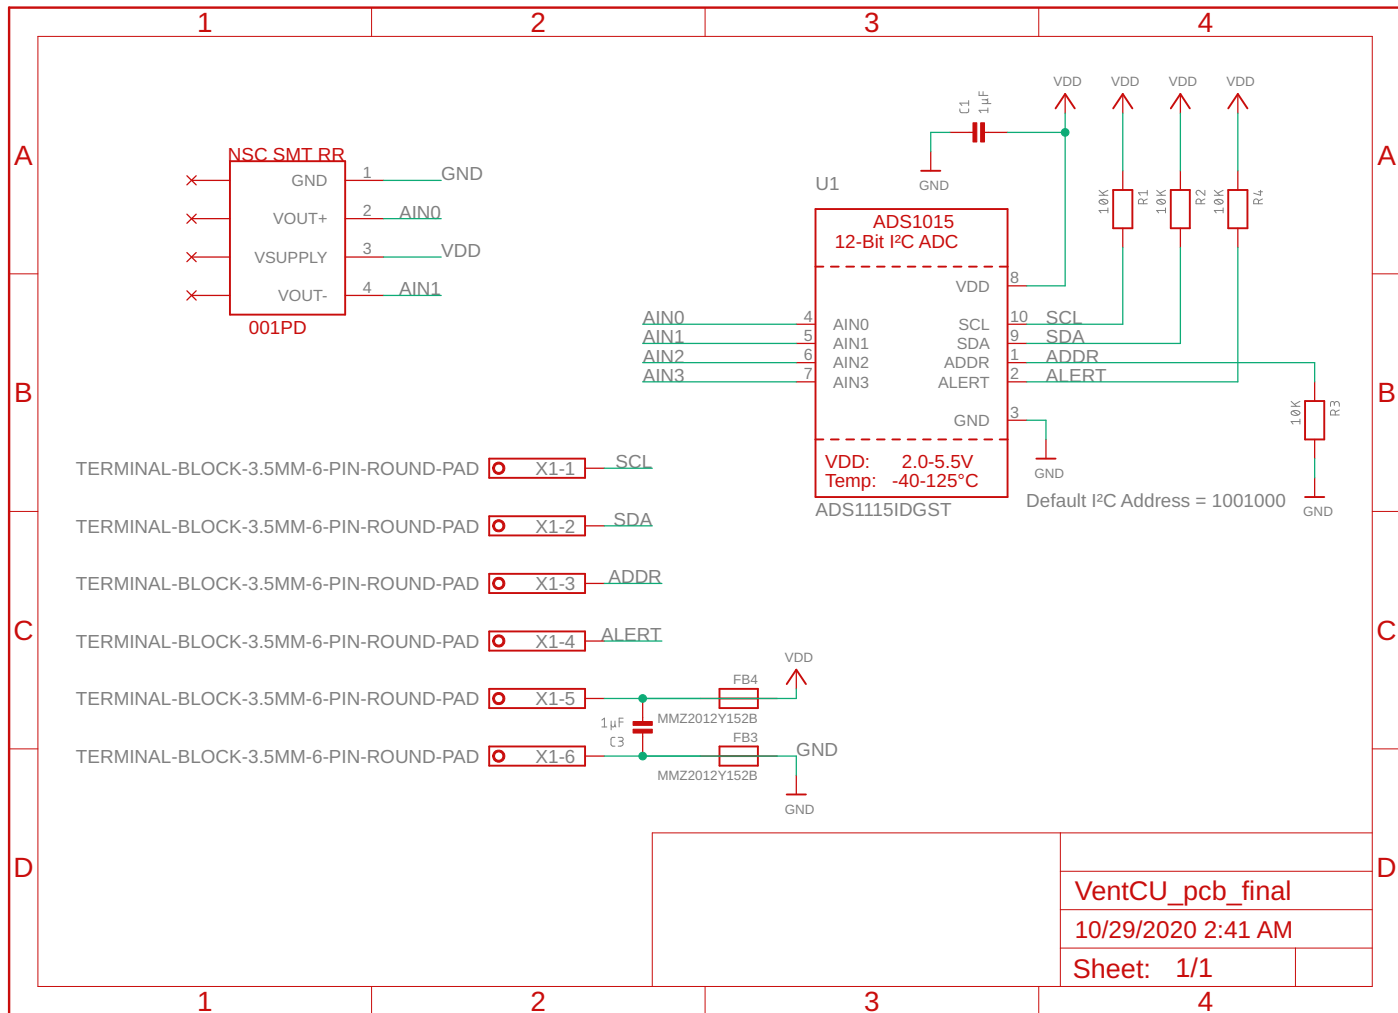 1 2 3 4
A
B
C
D
A
B
C
D
NSC SMT RR
GND 1 GND
VOUT+ 2 AIN0
VSUPPLY 3 VDD
VOUT- 4 AIN1
001PD
VDD VDD VDD VDD
C1
1µF
GND
10K R1
10K R2
10K R4
U1
ADS1015
12-Bit I²C ADC
VDD 8
AIN0 4 AIN0 SCL 10 SCL
AIN1 5 AIN1 SDA 9 SDA
AIN2 6 AIN2 ADDR 1 ADDR
AIN3 7 AIN3 ALERT 2 ALERT
GND 3
GND
10K R3
GND
VDD: 2.0-5.5V
Temp: -40-125°C
ADS1115IDGST
Default I²C Address = 1001000
TERMINAL-BLOCK-3.5MM-6-PIN-ROUND-PAD X1-1 SCL
TERMINAL-BLOCK-3.5MM-6-PIN-ROUND-PAD X1-2 SDA
TERMINAL-BLOCK-3.5MM-6-PIN-ROUND-PAD X1-3 ADDR
TERMINAL-BLOCK-3.5MM-6-PIN-ROUND-PAD X1-4 ALERT
TERMINAL-BLOCK-3.5MM-6-PIN-ROUND-PAD X1-5
TERMINAL-BLOCK-3.5MM-6-PIN-ROUND-PAD X1-6
VDD
FB4
MMZ2012Y152B
1µF
C3
FB3
MMZ2012Y152B
GND
GND
VentCU_pcb_final
10/29/2020 2:41 AM
Sheet: 1/1
1 2 3 4